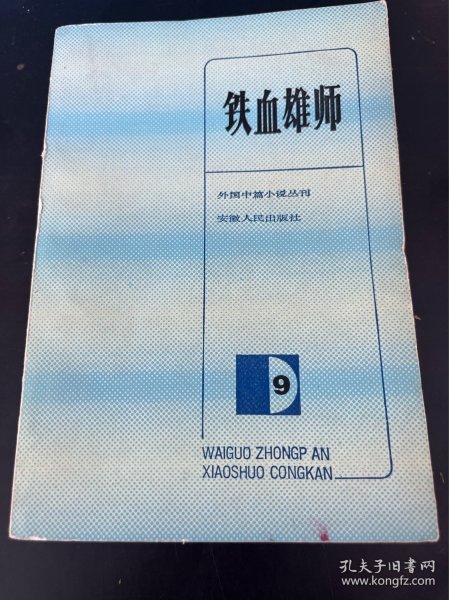 铁血雄师
外国中篇小说丛刊
安徽人民出版社
9
WAIGUO ZHONGP AN
XIAOSHUO CONGKAN
孔夫子旧书网
www.kongfz.com